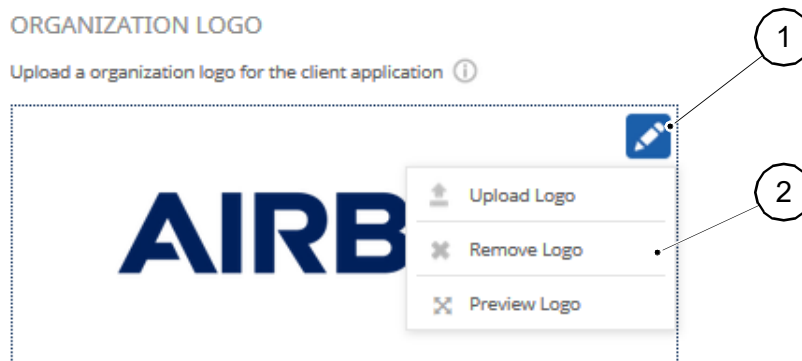 ORGANIZATION LOGO
1
Upload a organization logo for the client application
AIRB
Upload Logo
2
Remove Logo
Preview Logo